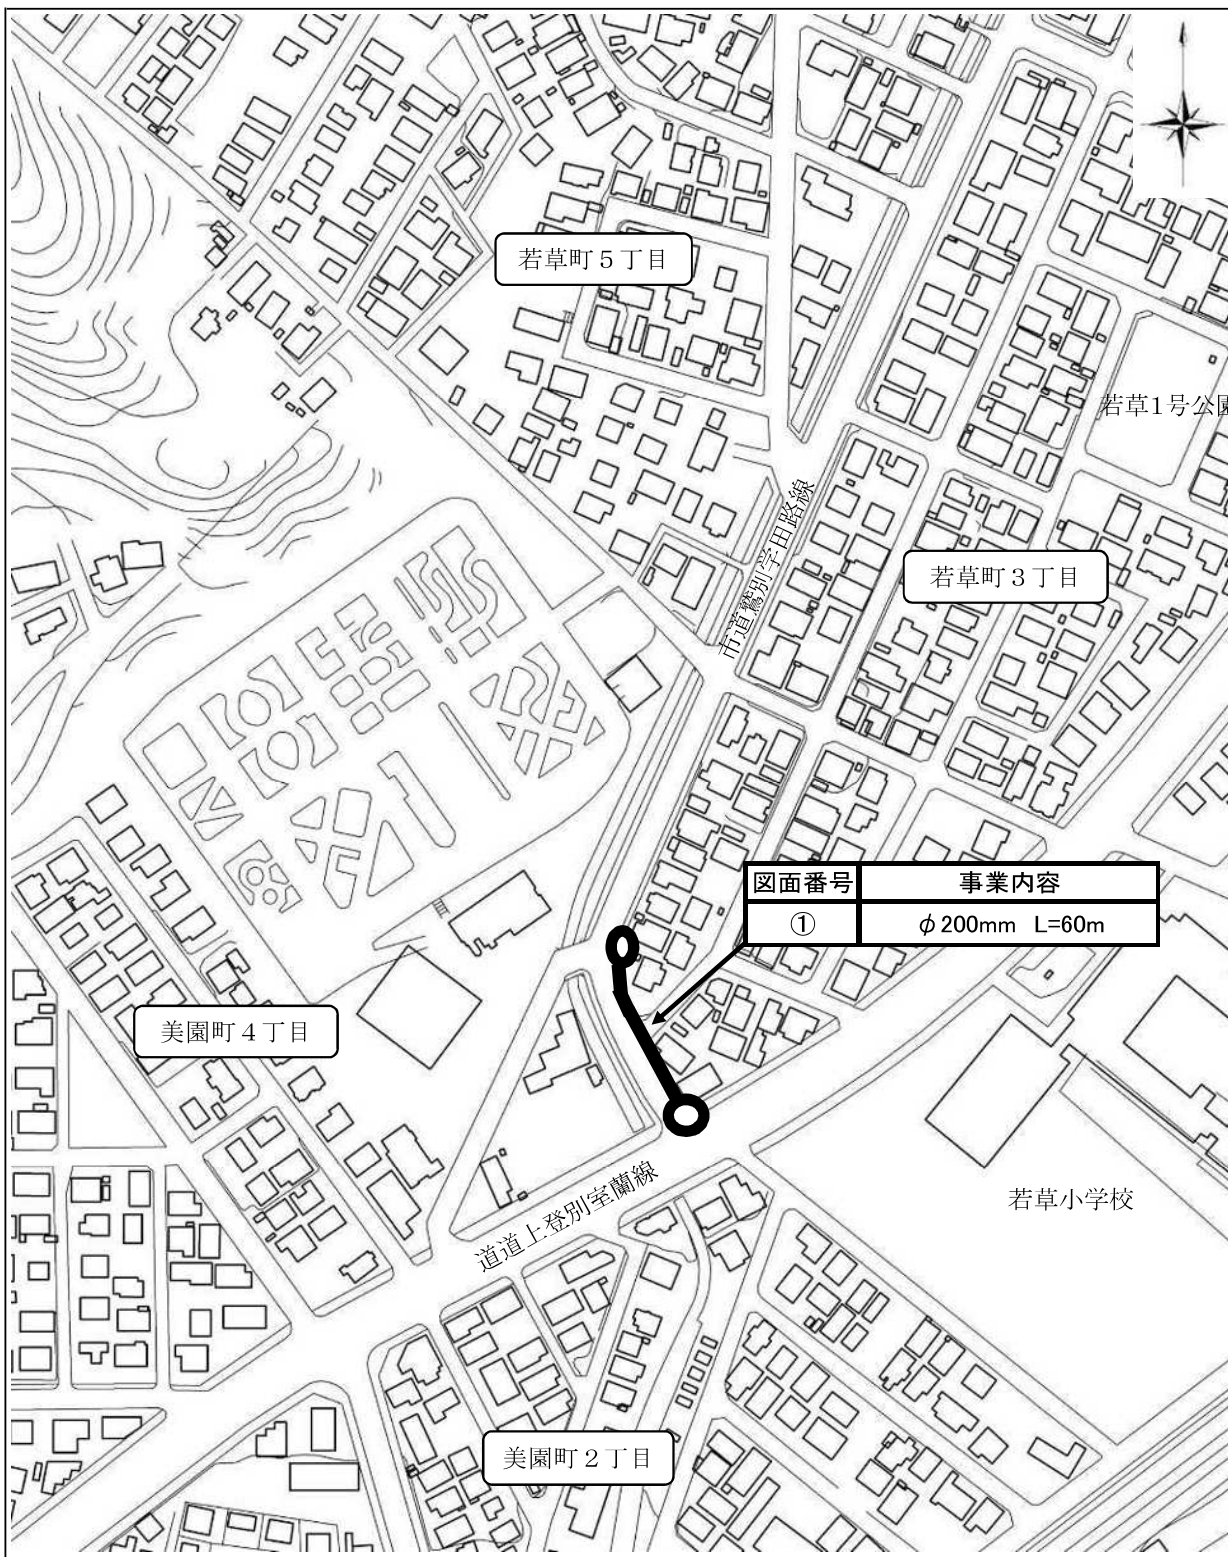 若草町５丁目
若草1号公園
市道鷲別学田路線
若草町３丁目
図面番号 事業内容
① φ200mm L=60m
美園町４丁目
若草小学校
道道上登別室蘭線
美園町２丁目